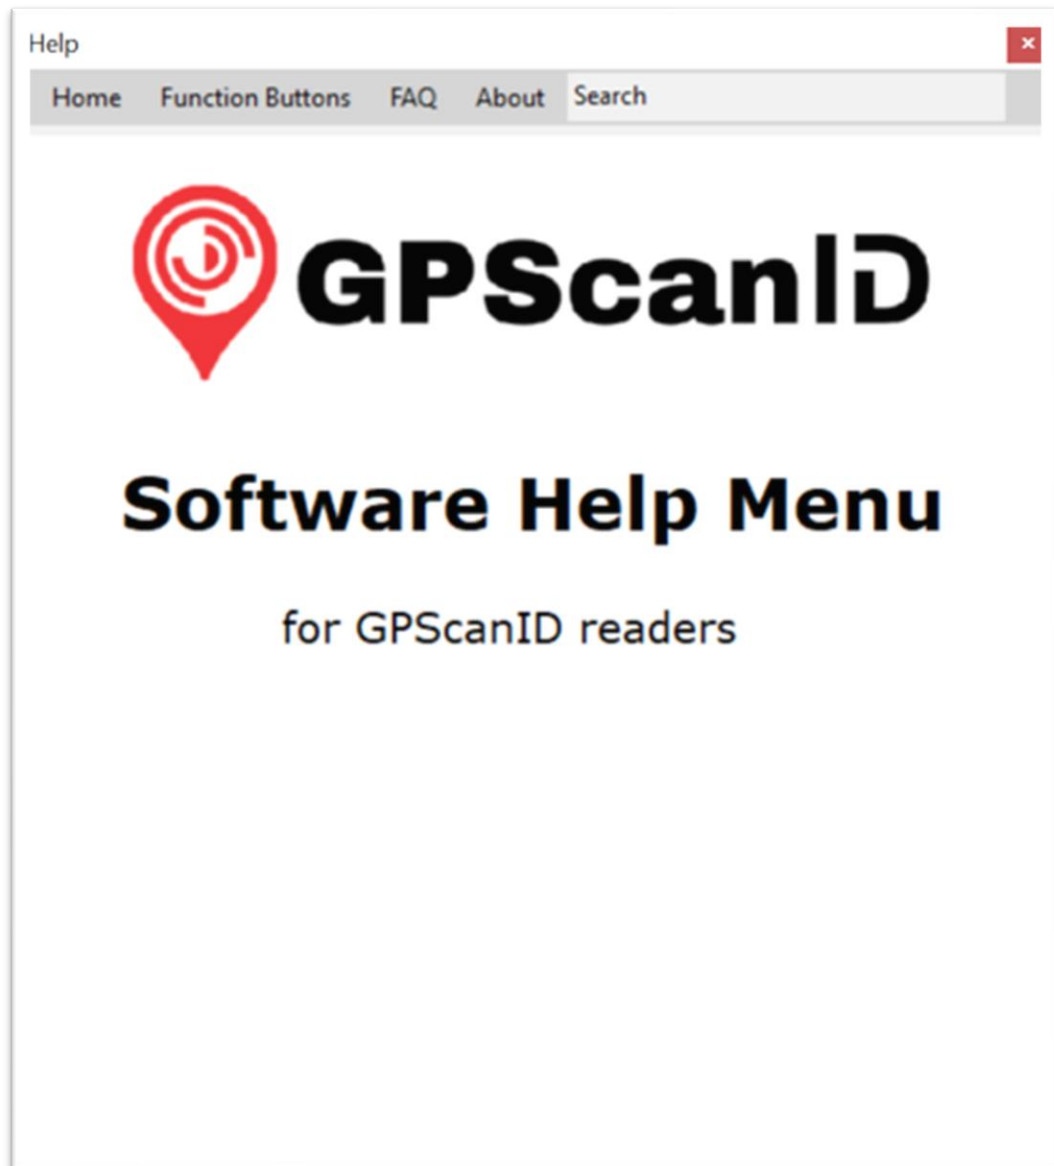 Help
Home Function Buttons FAQ About Search
GPScanID
Software Help Menu
for GPScanID readers